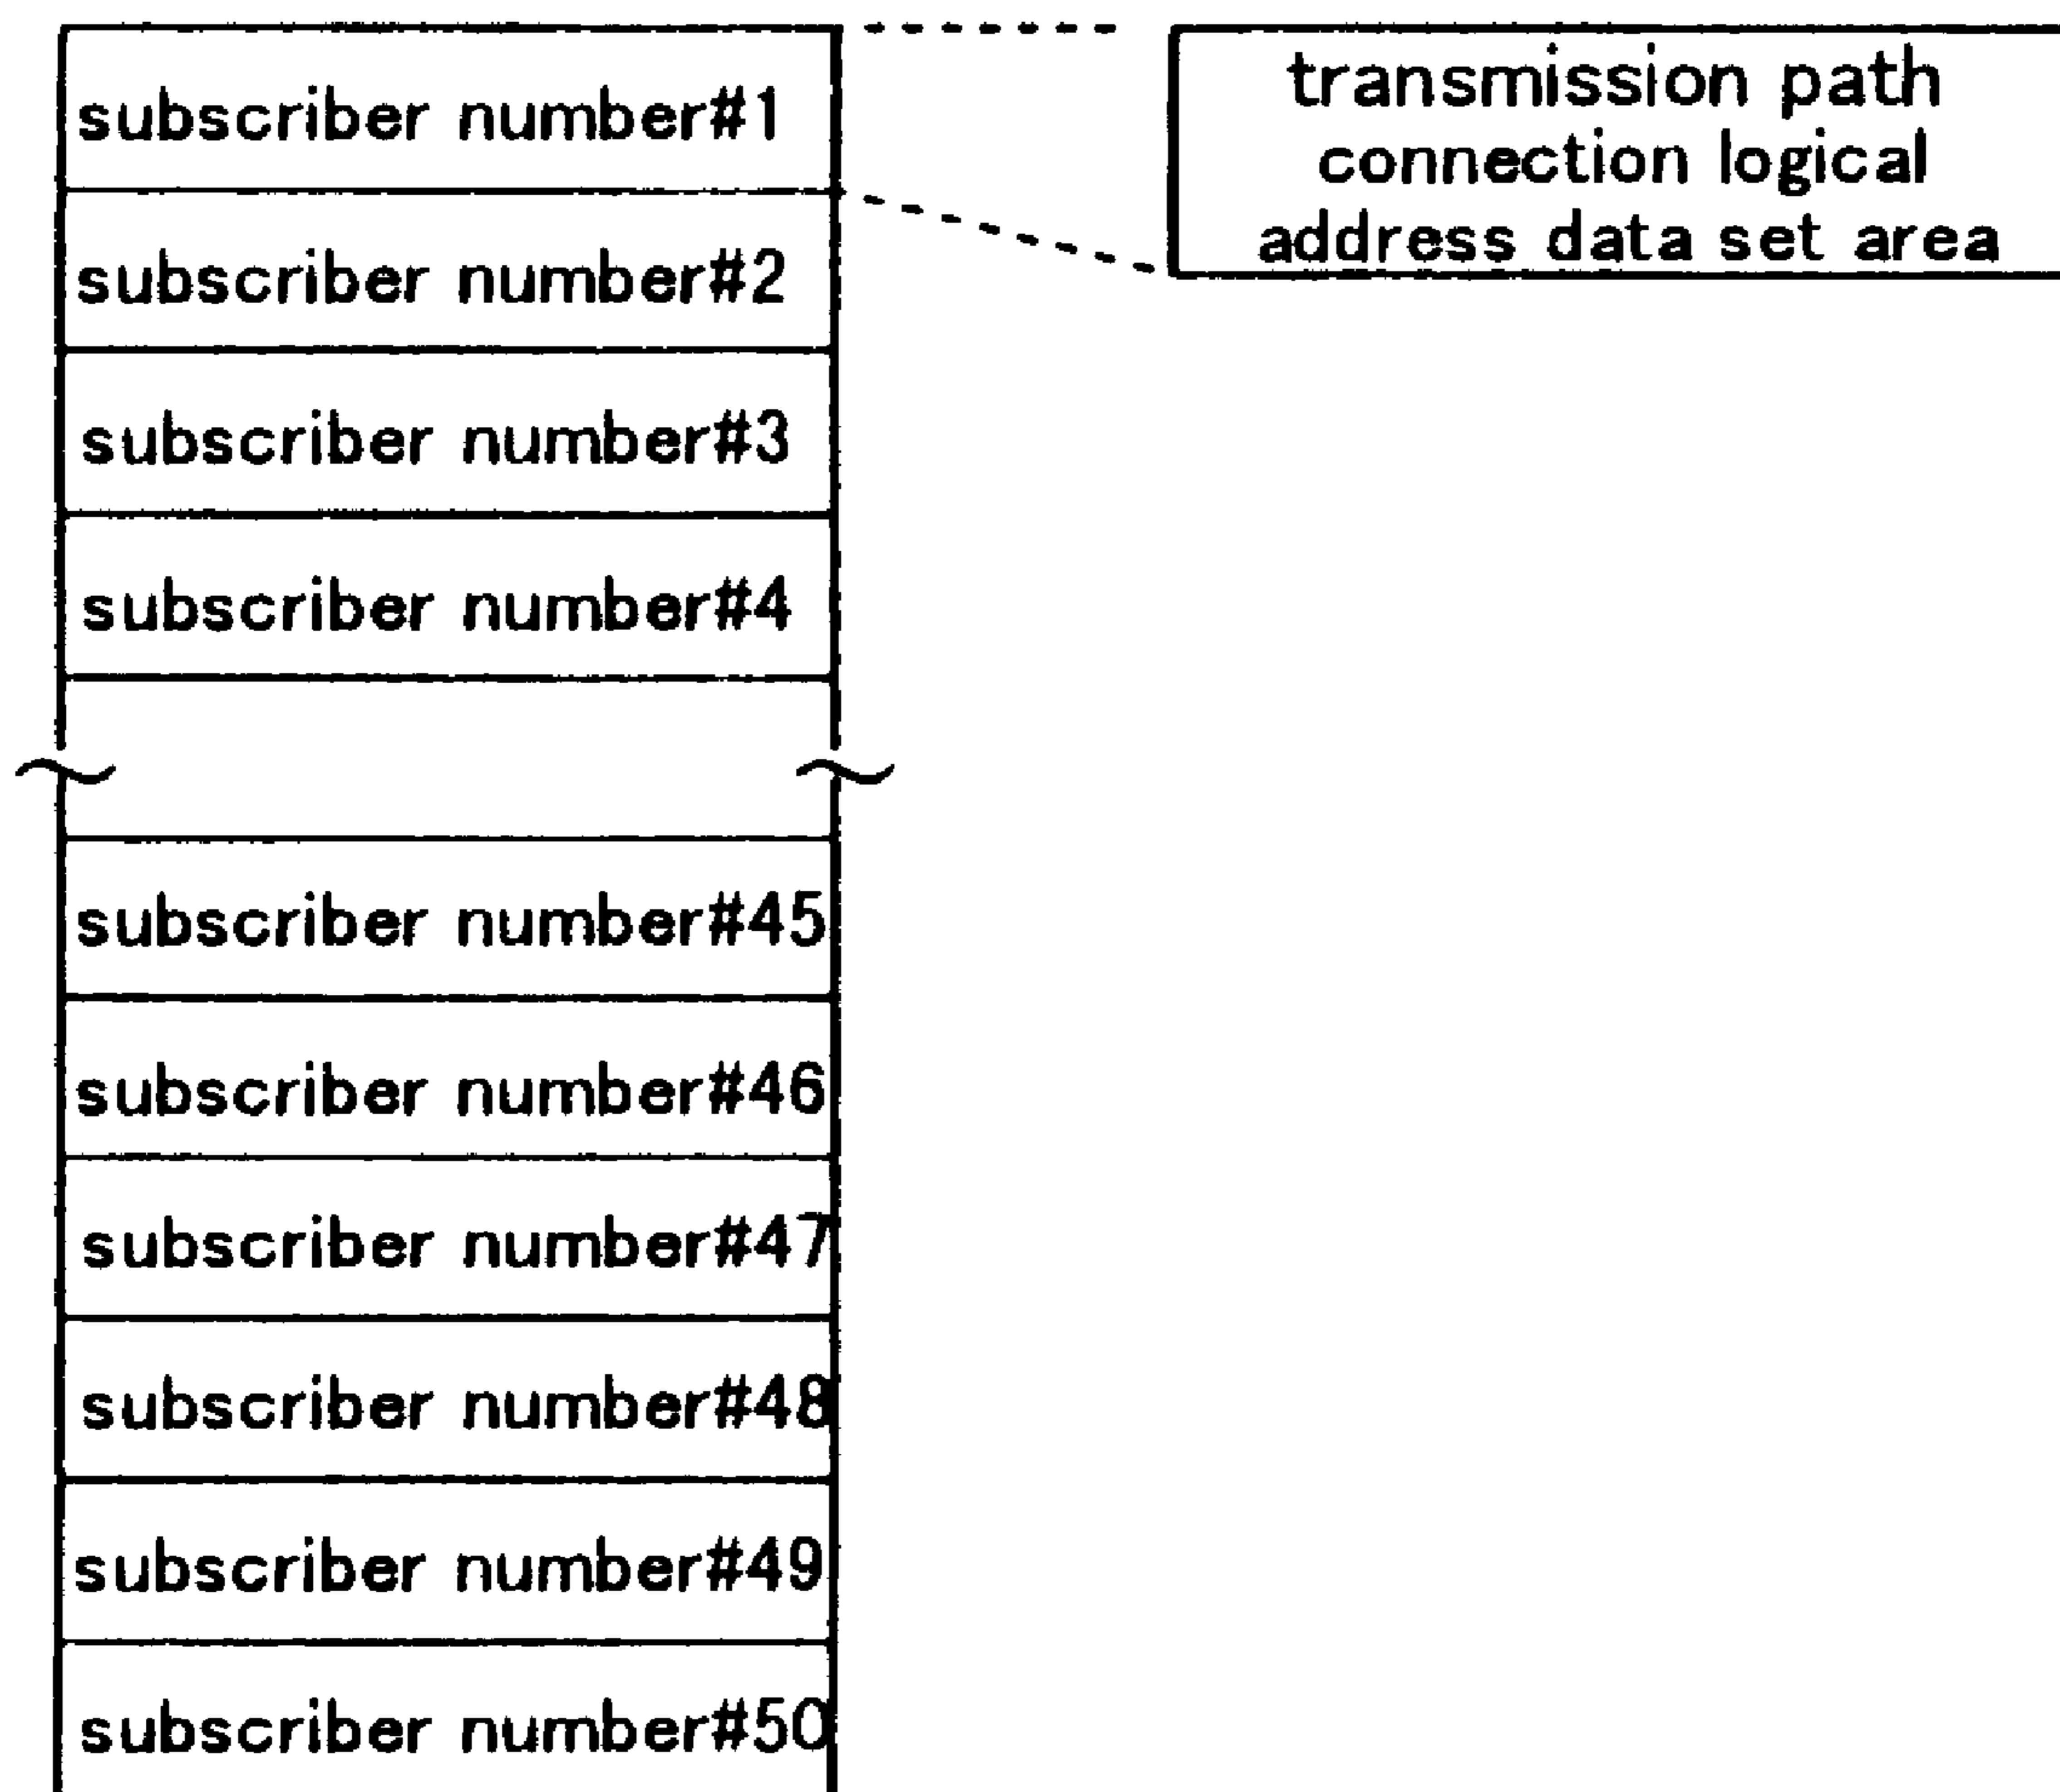 subscriber number#1
transmission path
connection logical
address data set area
subscriber number#2
subscriber number#3
subscriber number#4
subscriber number#45
subscriber number#46
subscriber number#47
subscriber number#48
subscriber number#49
subscriber number#50